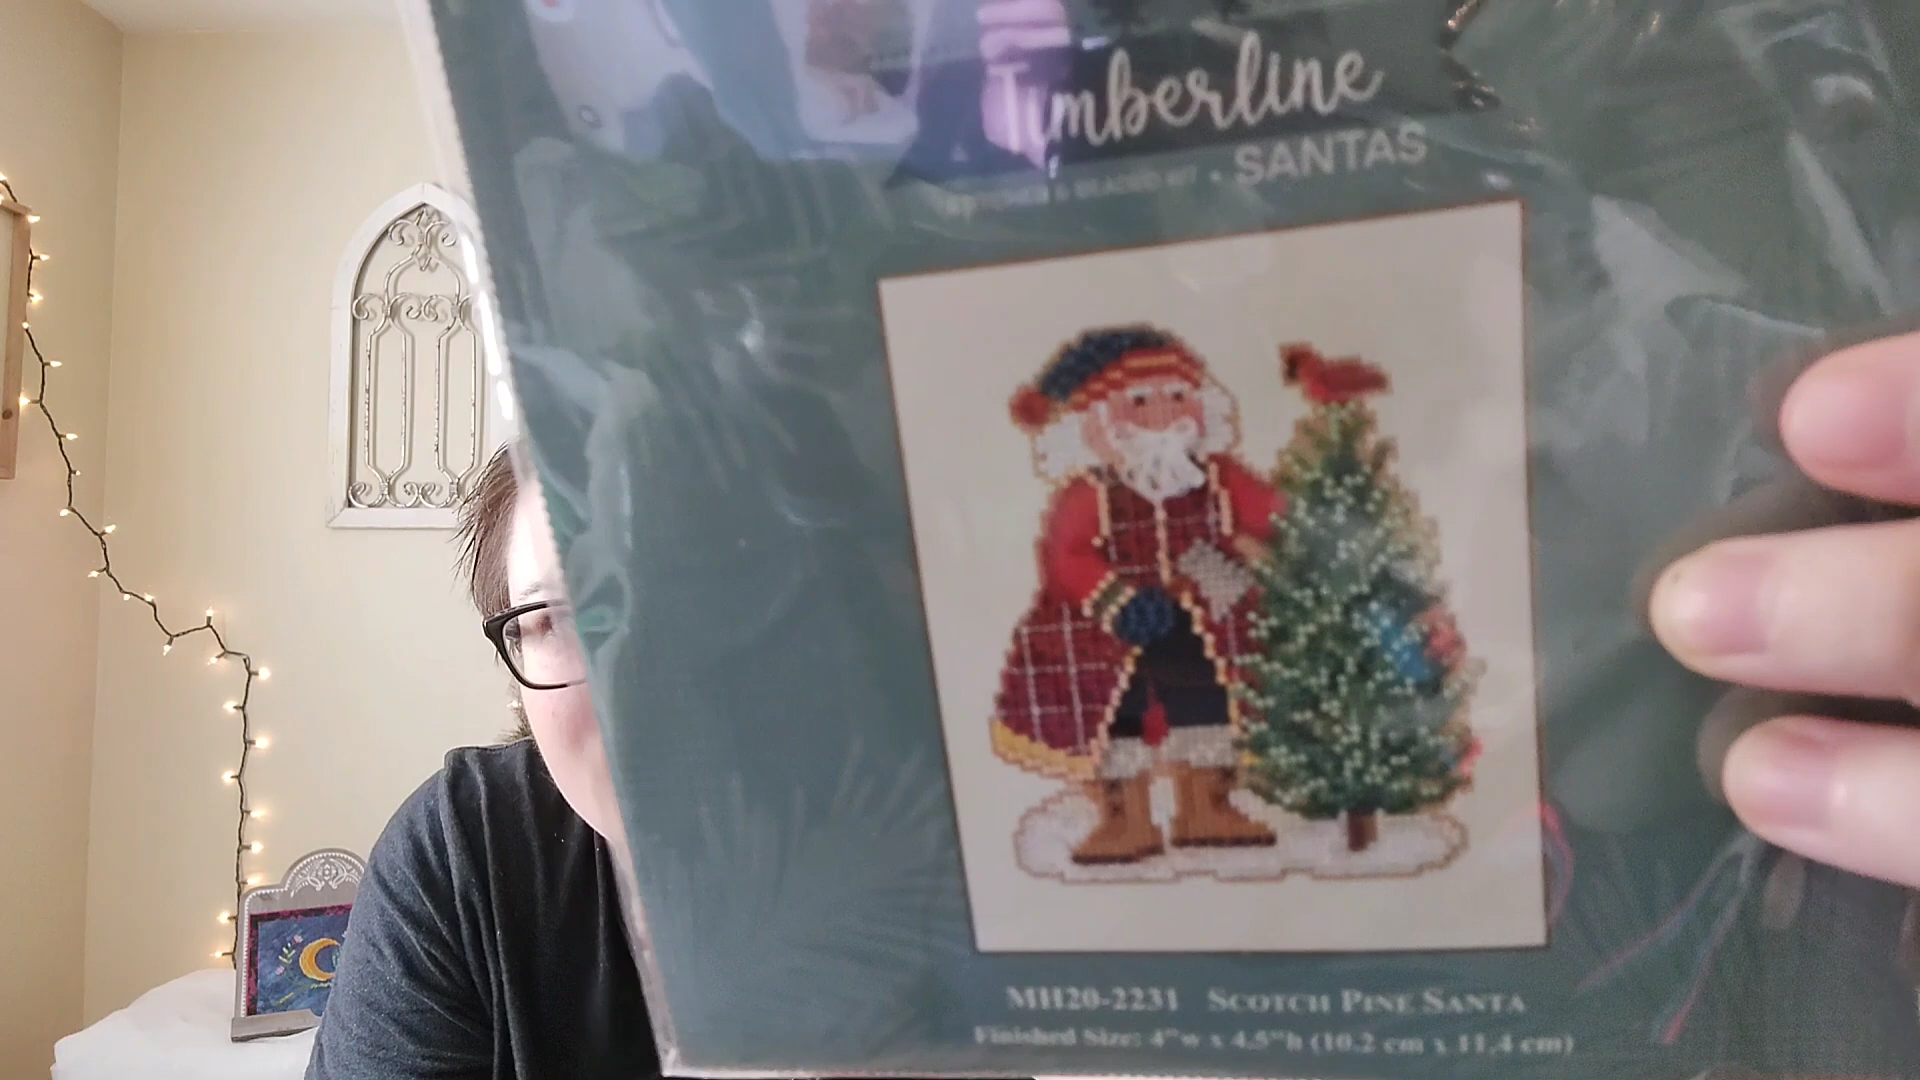 Timberline
SANTAS
MH20-2231 SCOTCH PINE SANTA
Finished Size: 4"w x 4.5"h (10.2 cm x 11.4 cm)